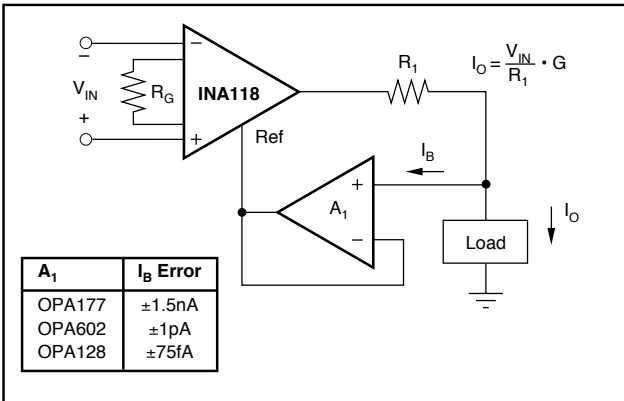 −
V_IN
+
R_G
−
INA118
+
Ref
R_1
I_O = V_IN / R_1 • G
I_B
+
A_1
−
I_O
Load
A_1 I_B Error
OPA177 ±1.5nA
OPA602 ±1pA
OPA128 ±75fA